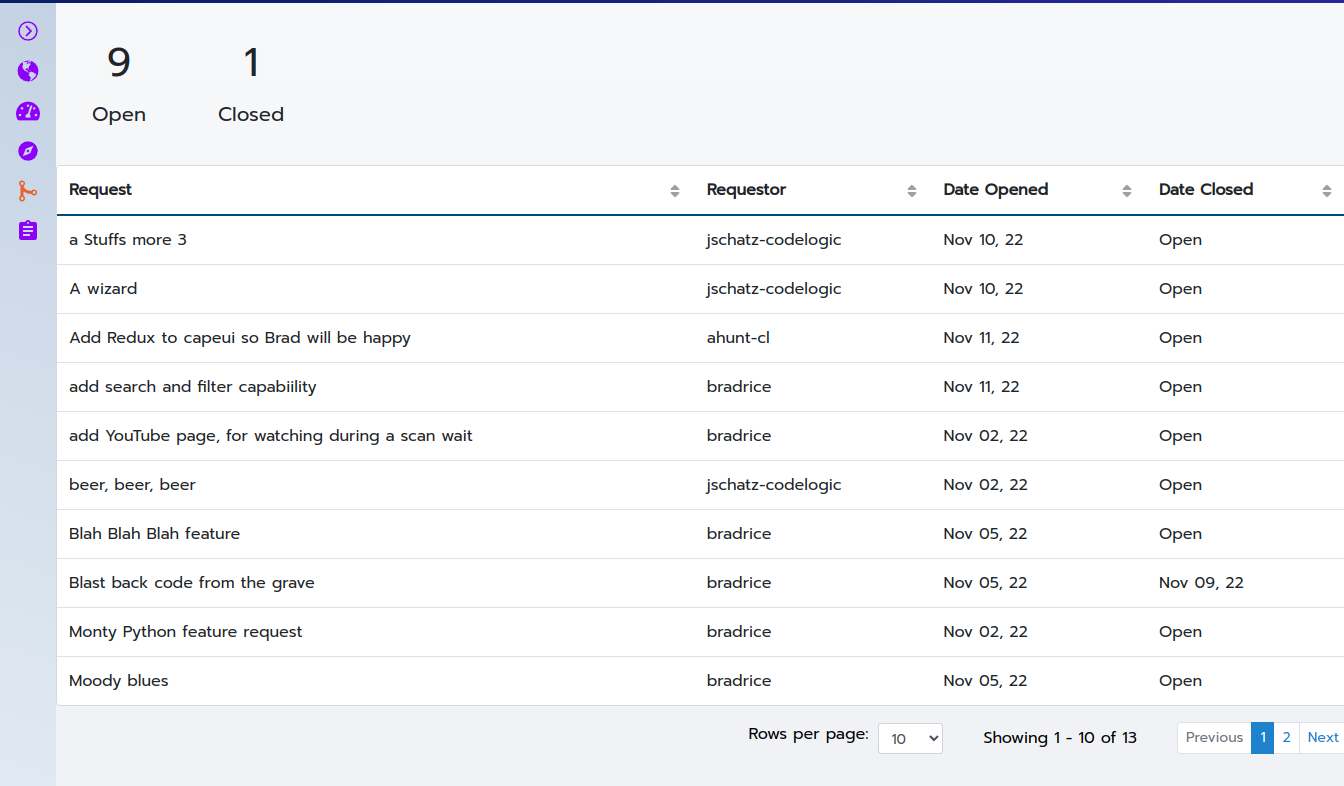 9 1
Open Closed
Request Requestor Date Opened Date Closed
a Stuffs more 3 jschatz-codelogic Nov 10, 22 Open
A wizard jschatz-codelogic Nov 10, 22 Open
Add Redux to capeui so Brad will be happy ahunt-cl Nov 11, 22 Open
add search and filter capabiility bradrice Nov 11, 22 Open
add YouTube page, for watching during a scan wait bradrice Nov 02, 22 Open
beer, beer, beer jschatz-codelogic Nov 02, 22 Open
Blah Blah Blah feature bradrice Nov 05, 22 Open
Blast back code from the grave bradrice Nov 05, 22 Nov 09, 22
Monty Python feature request bradrice Nov 02, 22 Open
Moody blues bradrice Nov 05, 22 Open
Rows per page: 10 Showing 1 - 10 of 13 Previous 1 2 Next